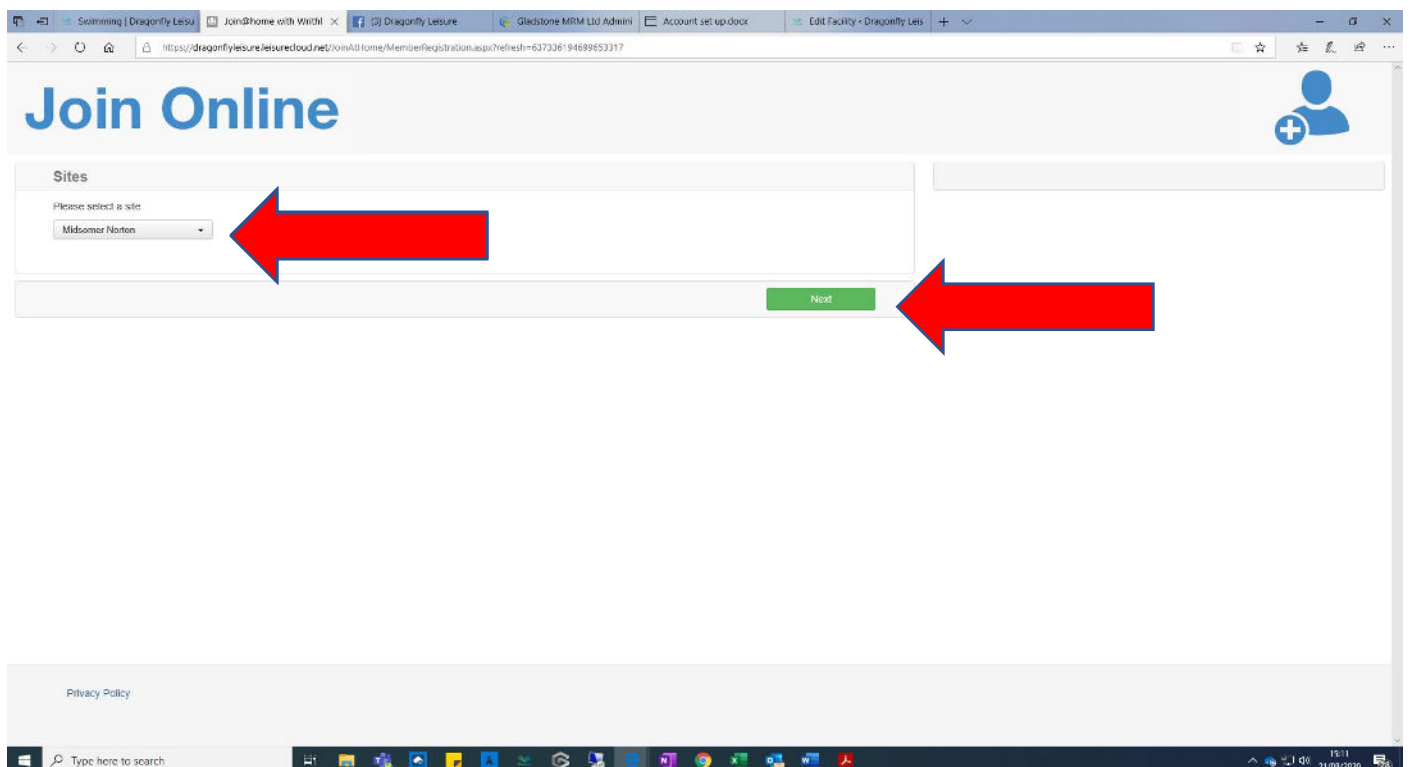 Swimming | Dragonfly Leisu
Join@home with Writhl
(3) Dragonfly Leisure
Gladstone MRM Ltd Admini
Account set up.docx
Edit Facility ‹ Dragonfly Leis
https://dragonflyleisure.leisurecloud.net/JoinAtHome/MemberRegistration.aspx?refresh=637336194699653317
Join Online
Sites
Please select a site
Midsomer Norton
Next
Privacy Policy
Type here to search
15:11